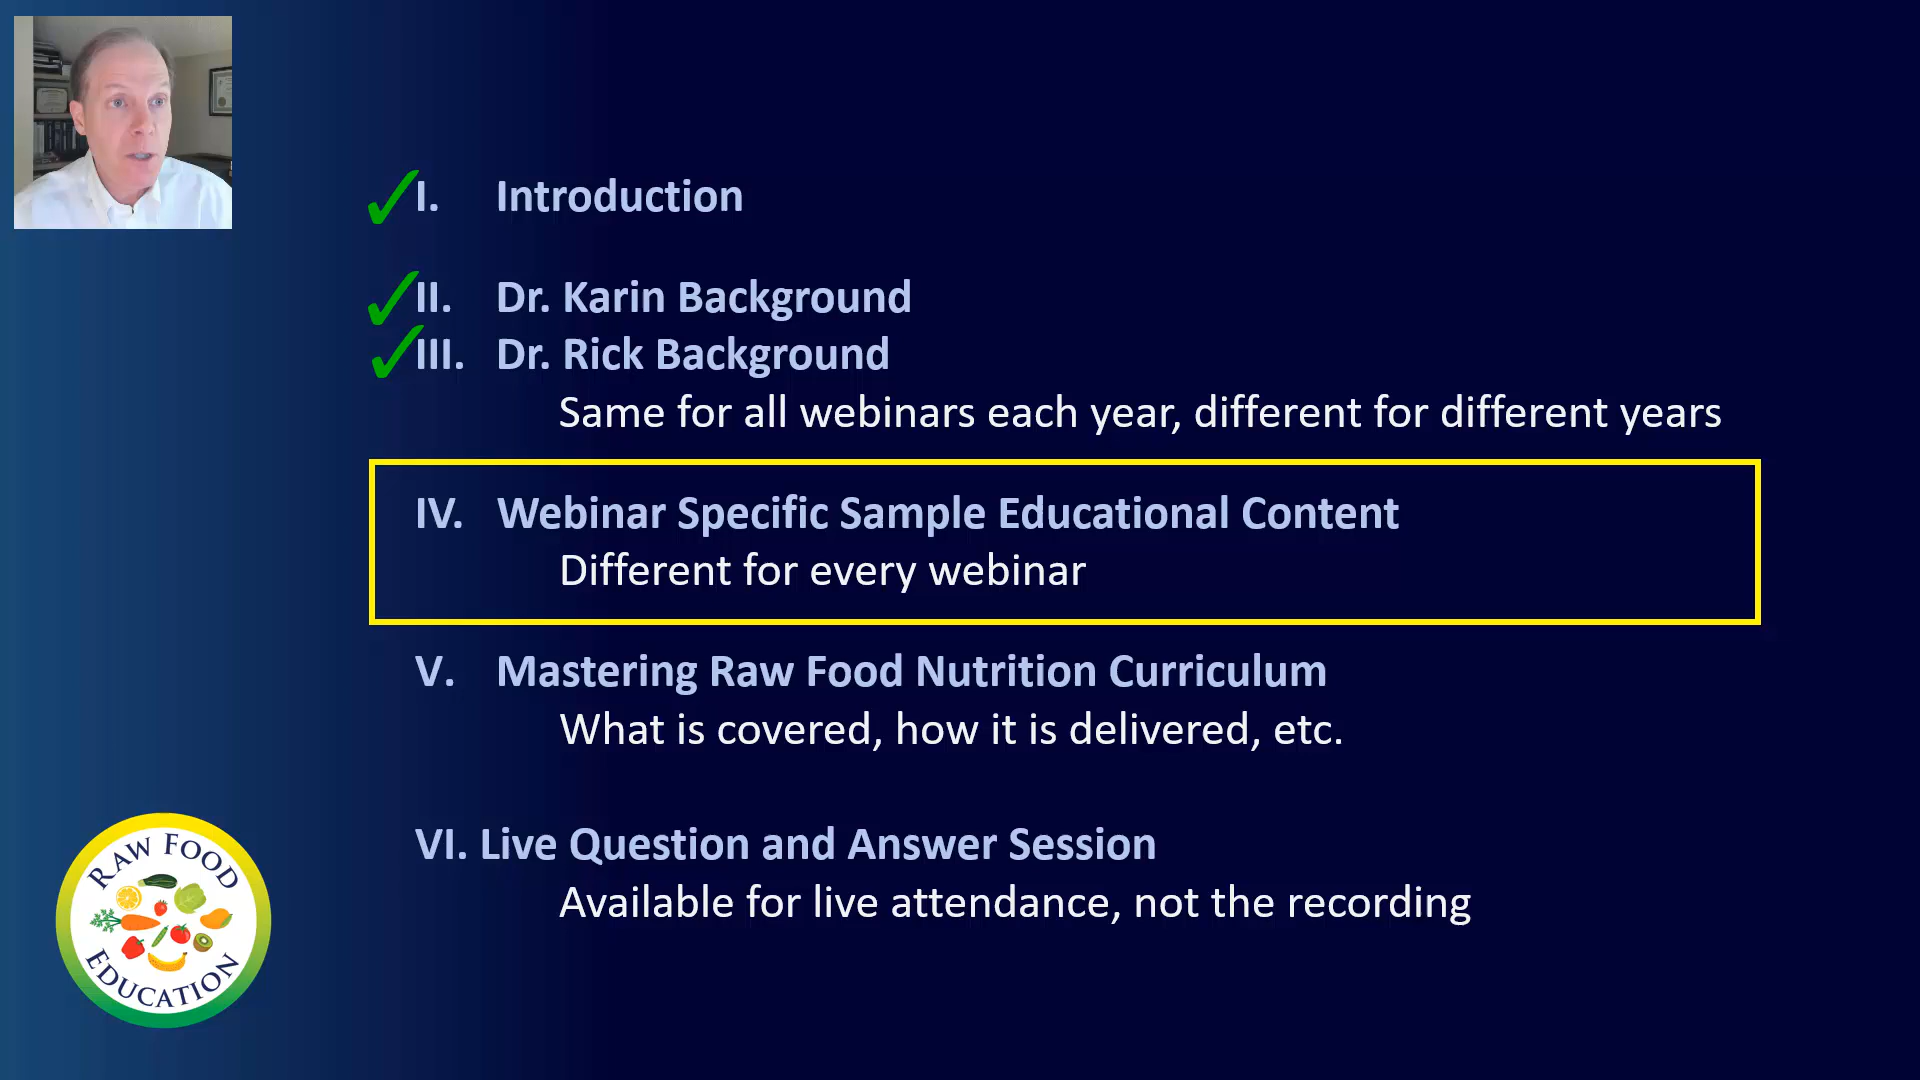 I. Introduction
II. Dr. Karin Background
III. Dr. Rick Background
Same for all webinars each year, different for different years
IV. Webinar Specific Sample Educational Content
Different for every webinar
V. Mastering Raw Food Nutrition Curriculum
What is covered, how it is delivered, etc.
VI. Live Question and Answer Session
Available for live attendance, not the recording
RAW FOOD
EDUCATION